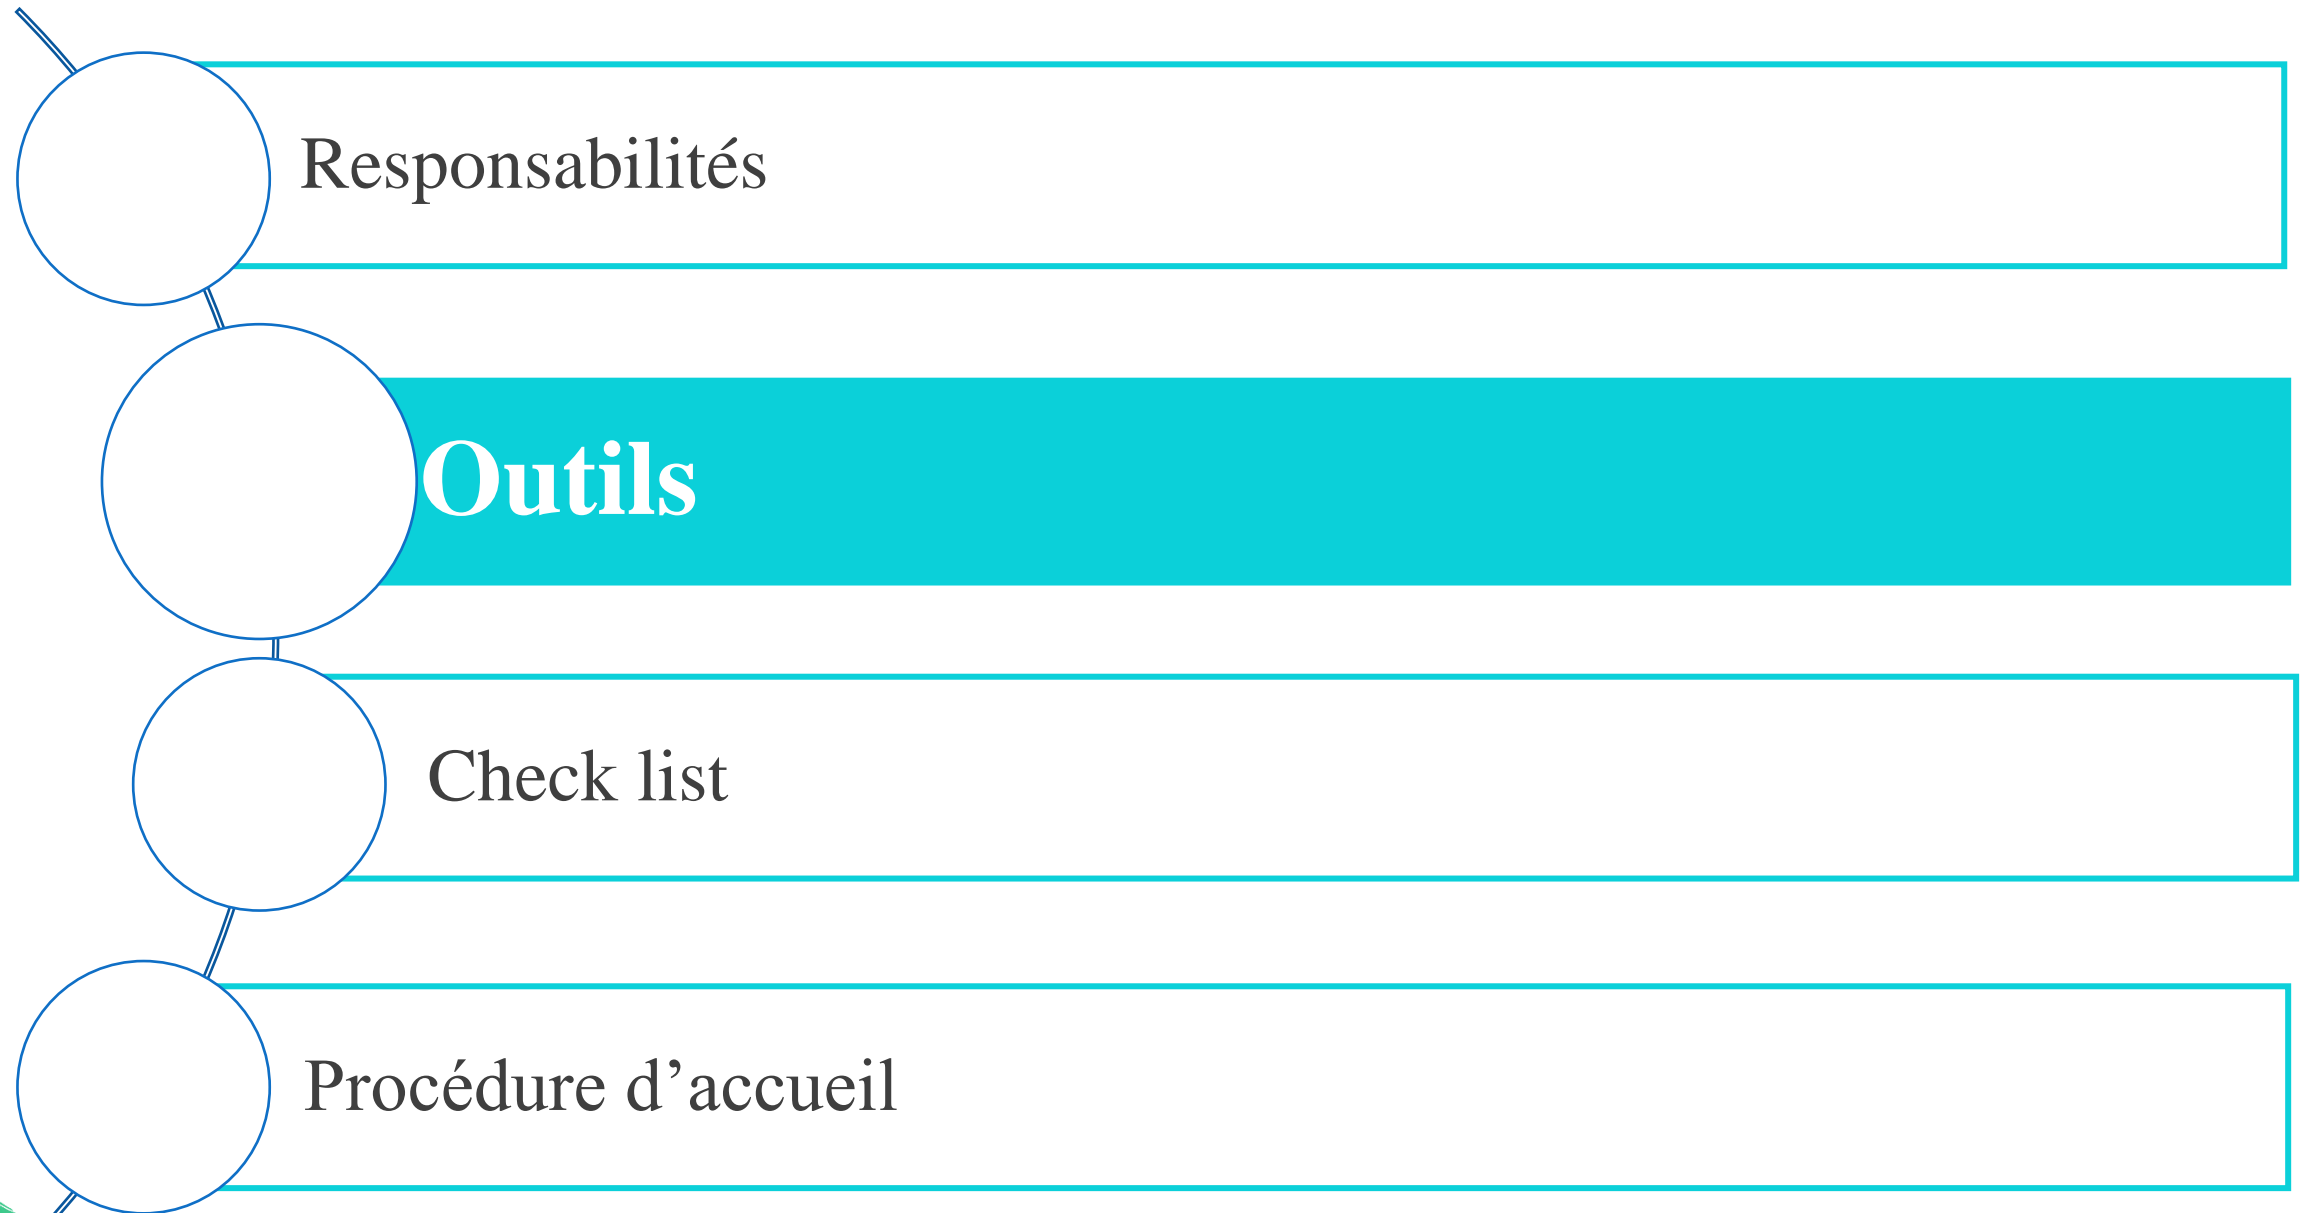 Responsabilités
Outils
Check list
Procédure d’accueil